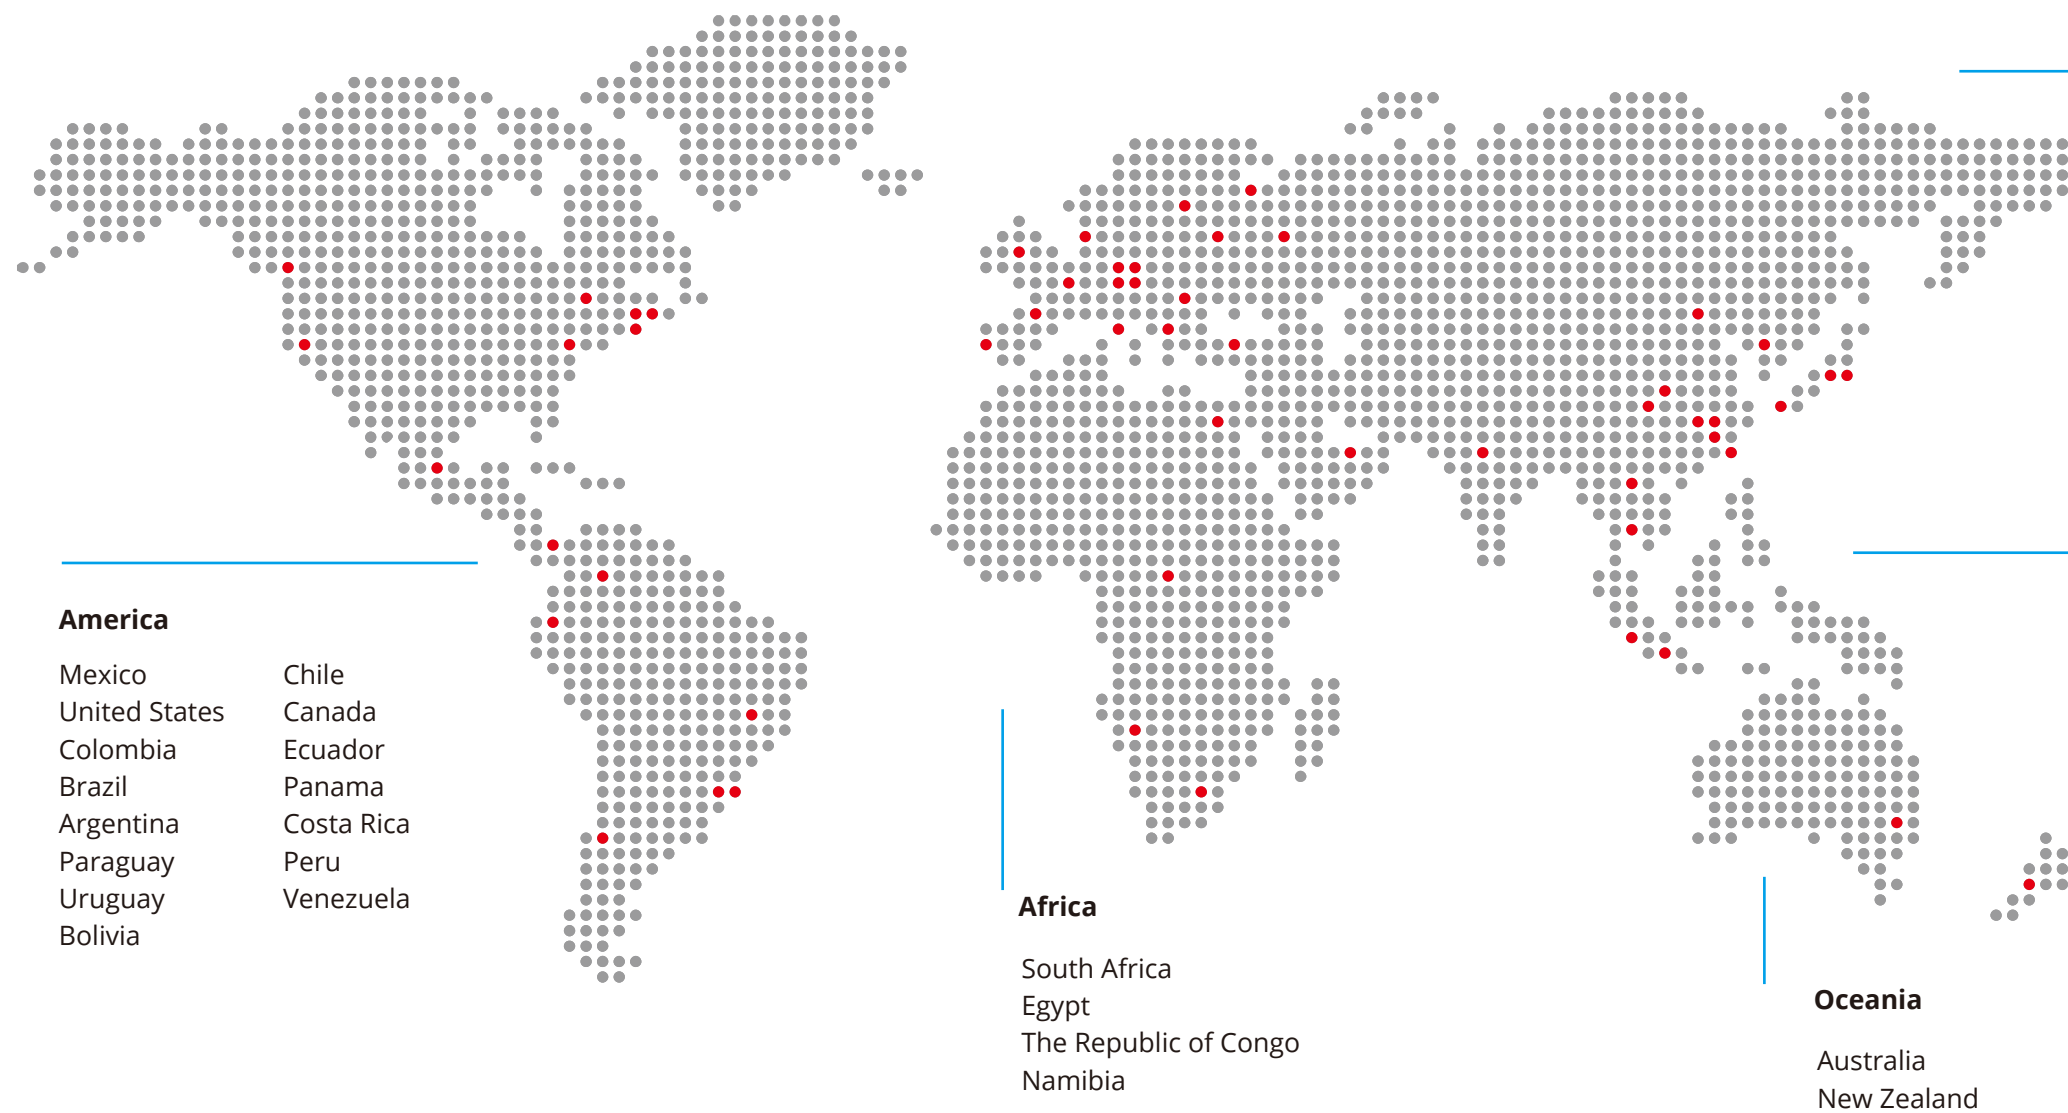 America
Mexico
United States
Colombia
Brazil
Argentina
Paraguay
Uruguay
Bolivia
Chile
Canada
Ecuador
Panama
Costa Rica
Peru
Venezuela
Africa
South Africa
Egypt
The Republic of Congo
Namibia
Oceania
Australia
New Zealand